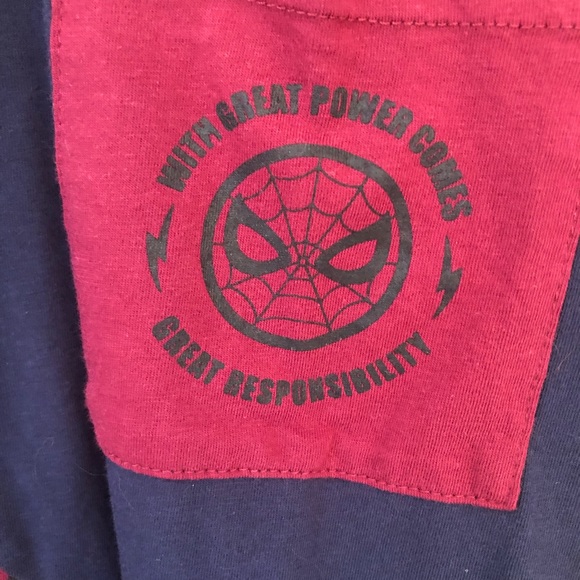 WITH GREAT POWER COMES
GREAT RESPONSIBILITY